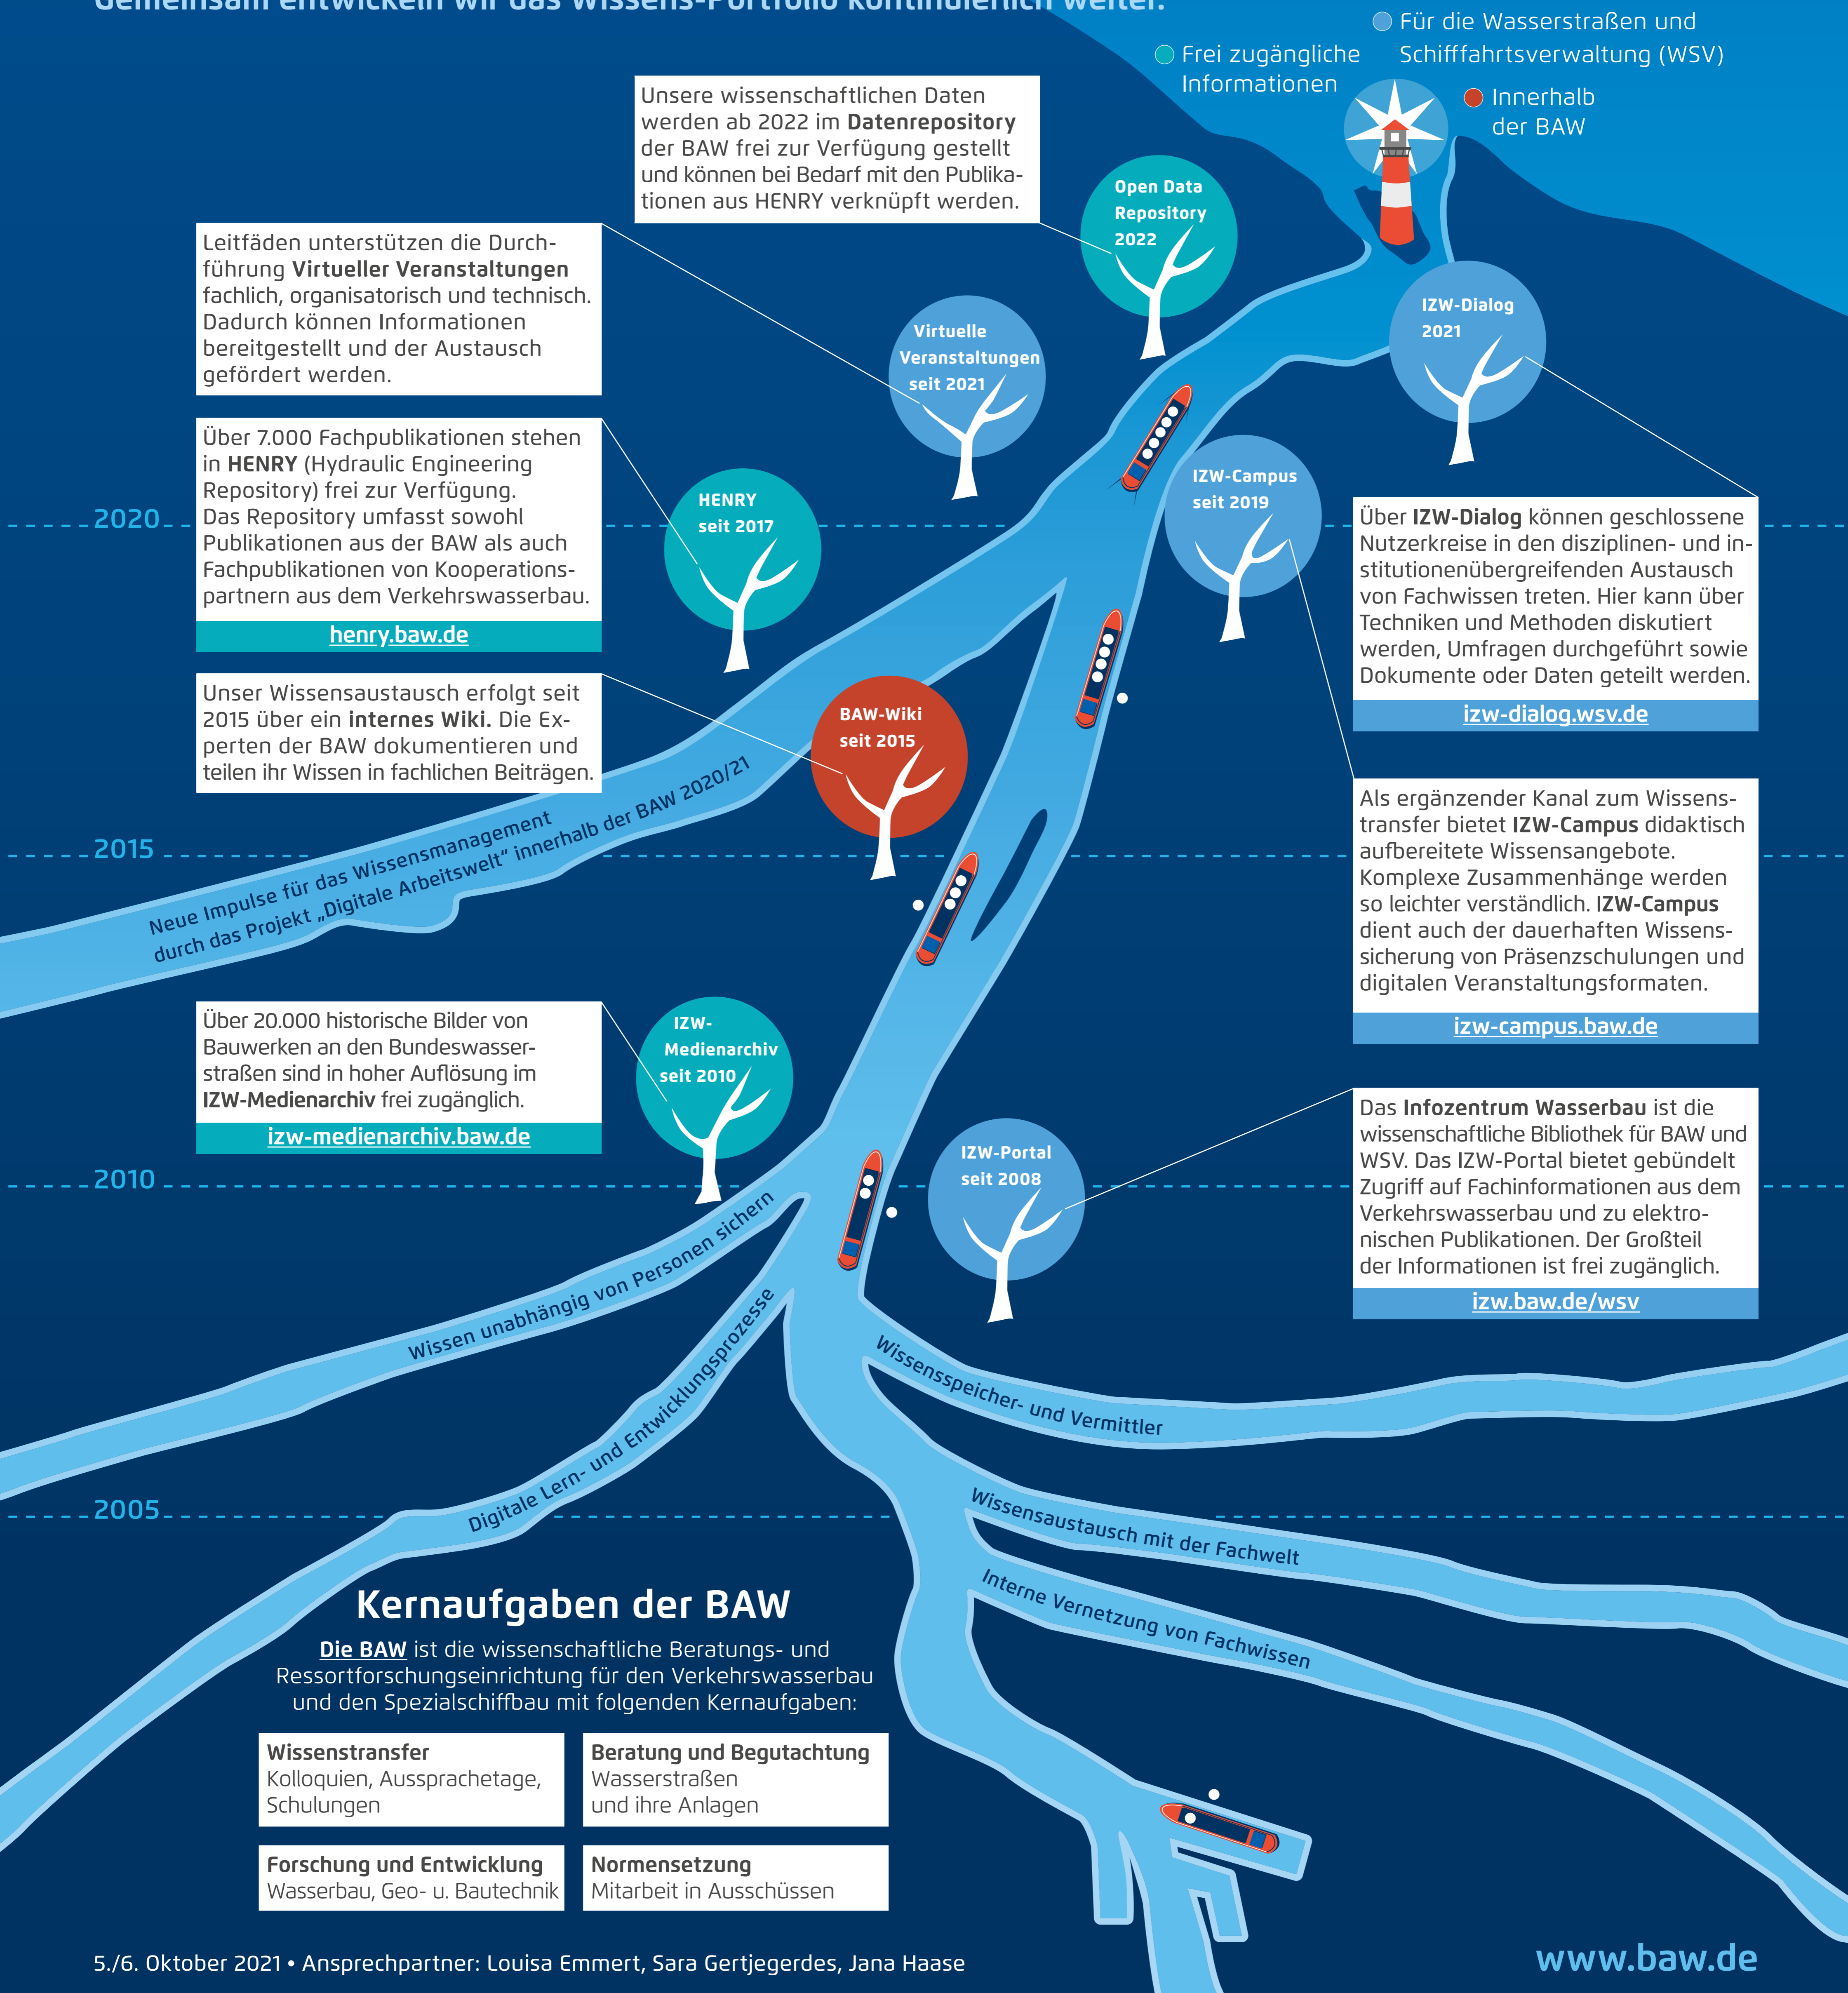 Gemeinsam entwickeln wir das Wissens-Portfolio kontinuierlich weiter.
Für die Wasserstraßen und
Schifffahrtsverwaltung (WSV)
Frei zugängliche
Informationen
Innerhalb
der BAW
Unsere wissenschaftlichen Daten
werden ab 2022 im Datenrepository
der BAW frei zur Verfügung gestellt
und können bei Bedarf mit den Publika-
tionen aus HENRY verknüpft werden.
Open Data
Repository
2022
Leitfäden unterstützen die Durch-
führung Virtueller Veranstaltungen
fachlich, organisatorisch und technisch.
Dadurch können Informationen
bereitgestellt und der Austausch
gefördert werden.
Virtuelle
Veranstaltungen
seit 2021
IZW-Dialog
2021
Über 7.000 Fachpublikationen stehen
in HENRY (Hydraulic Engineering
Repository) frei zur Verfügung.
Das Repository umfasst sowohl
Publikationen aus der BAW als auch
Fachpublikationen von Kooperations-
partnern aus dem Verkehrswasserbau.
henry.baw.de
HENRY
seit 2017
IZW-Campus
seit 2019
2020
Über IZW-Dialog können geschlossene
Nutzerkreise in den disziplinen- und in-
stitutionenübergreifenden Austausch
von Fachwissen treten. Hier kann über
Techniken und Methoden diskutiert
werden, Umfragen durchgeführt sowie
Dokumente oder Daten geteilt werden.
izw-dialog.wsv.de
Unser Wissensaustausch erfolgt seit
2015 über ein internes Wiki. Die Ex-
perten der BAW dokumentieren und
teilen ihr Wissen in fachlichen Beiträgen.
BAW-Wiki
seit 2015
Neue Impulse für das Wissensmanagement
durch das Projekt „Digitale Arbeitswelt“ innerhalb der BAW 2020/21
2015
Als ergänzender Kanal zum Wissens-
transfer bietet IZW-Campus didaktisch
aufbereitete Wissensangebote.
Komplexe Zusammenhänge werden
so leichter verständlich. IZW-Campus
dient auch der dauerhaften Wissens-
sicherung von Präsenzschulungen und
digitalen Veranstaltungsformaten.
izw-campus.baw.de
Über 20.000 historische Bilder von
Bauwerken an den Bundeswasser-
straßen sind in hoher Auflösung im
IZW-Medienarchiv frei zugänglich.
izw-medienarchiv.baw.de
IZW-
Medienarchiv
seit 2010
2010
IZW-Portal
seit 2008
Das Infozentrum Wasserbau ist die
wissenschaftliche Bibliothek für BAW und
WSV. Das IZW-Portal bietet gebündelt
Zugriff auf Fachinformationen aus dem
Verkehrswasserbau und zu elektro-
nischen Publikationen. Der Großteil
der Informationen ist frei zugänglich.
izw.baw.de/wsv
Wissen unabhängig von Personen sichern
Digitale Lern- und Entwicklungsprozesse
Wissensspeicher- und Vermittler
2005
Wissensaustausch mit der Fachwelt
Interne Vernetzung von Fachwissen
Kernaufgaben der BAW
Die BAW ist die wissenschaftliche Beratungs- und
Ressortforschungseinrichtung für den Verkehrswasserbau
und den Spezialschiffbau mit folgenden Kernaufgaben:
Wissenstransfer
Kolloquien, Aussprachetage,
Schulungen
Beratung und Begutachtung
Wasserstraßen
und ihre Anlagen
Forschung und Entwicklung
Wasserbau, Geo- u. Bautechnik
Normensetzung
Mitarbeit in Ausschüssen
5./6. Oktober 2021 • Ansprechpartner: Louisa Emmert, Sara Gertjegerdes, Jana Haase
www.baw.de